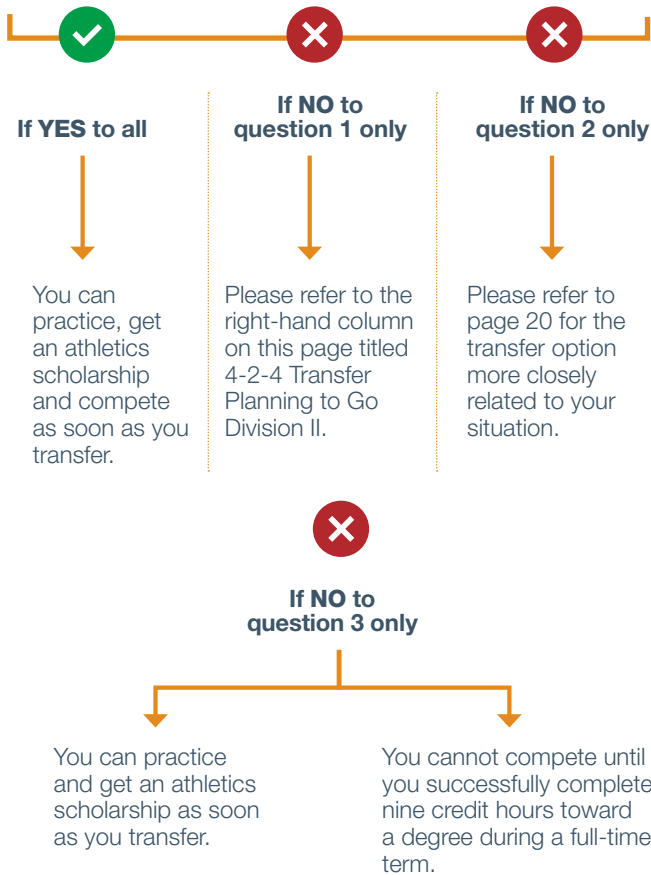 If YES to all
If NO to
question 1 only
If NO to
question 2 only
You can
practice, get
an athletics
scholarship
and compete
as soon as you
transfer.
Please refer to the
right-hand column
on this page titled
4-2-4 Transfer
Planning to Go
Division II.
Please refer to
page 20 for the
transfer option
more closely
related to your
situation.
If NO to
question 3 only
You can practice
and get an athletics
scholarship as soon
as you transfer.
You cannot compete until
you successfully complete
nine credit hours toward
a degree during a full-time
term.